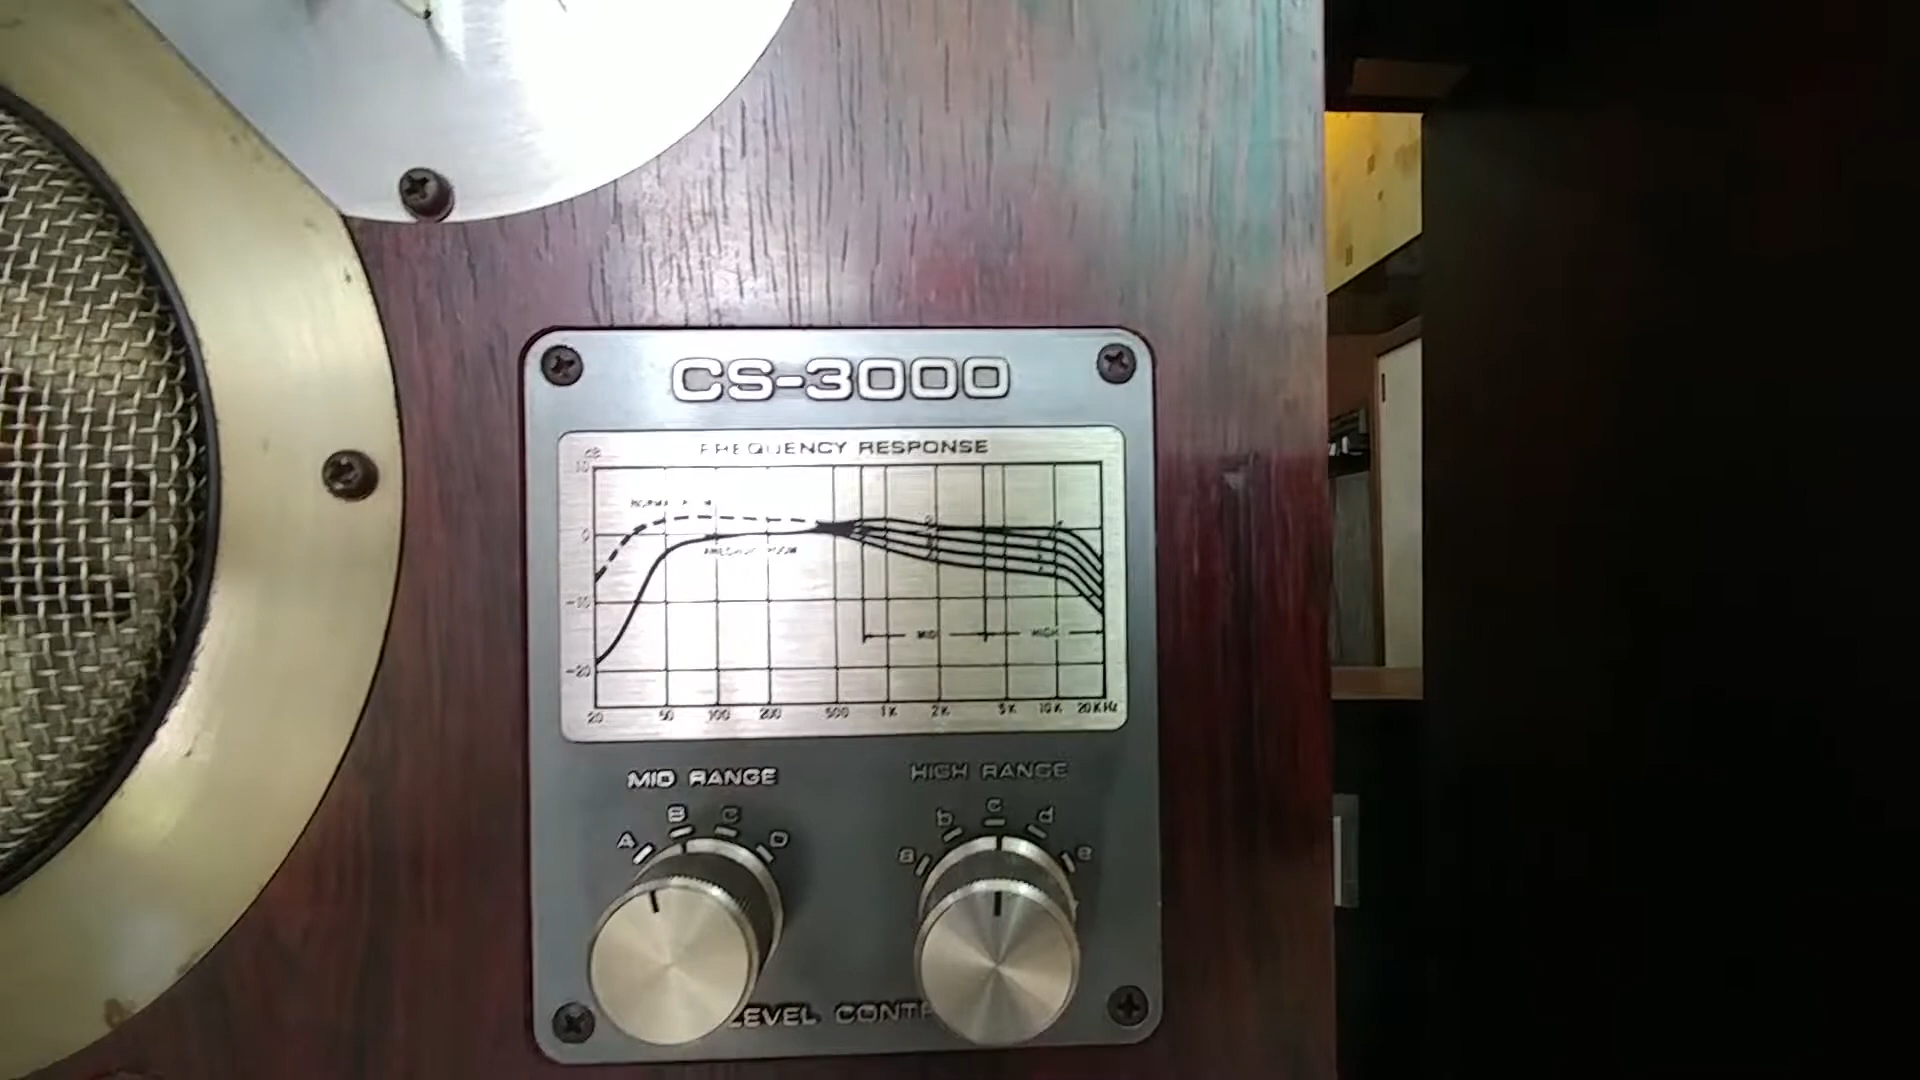 CS-3000
FREQUENCY RESPONSE
dB
10
0
-10
-20
MID HIGH
20 50 100 200 500 1K 2K 5K 10K 20KHz
MID RANGE HIGH RANGE
A B C D a b c d e
LEVEL